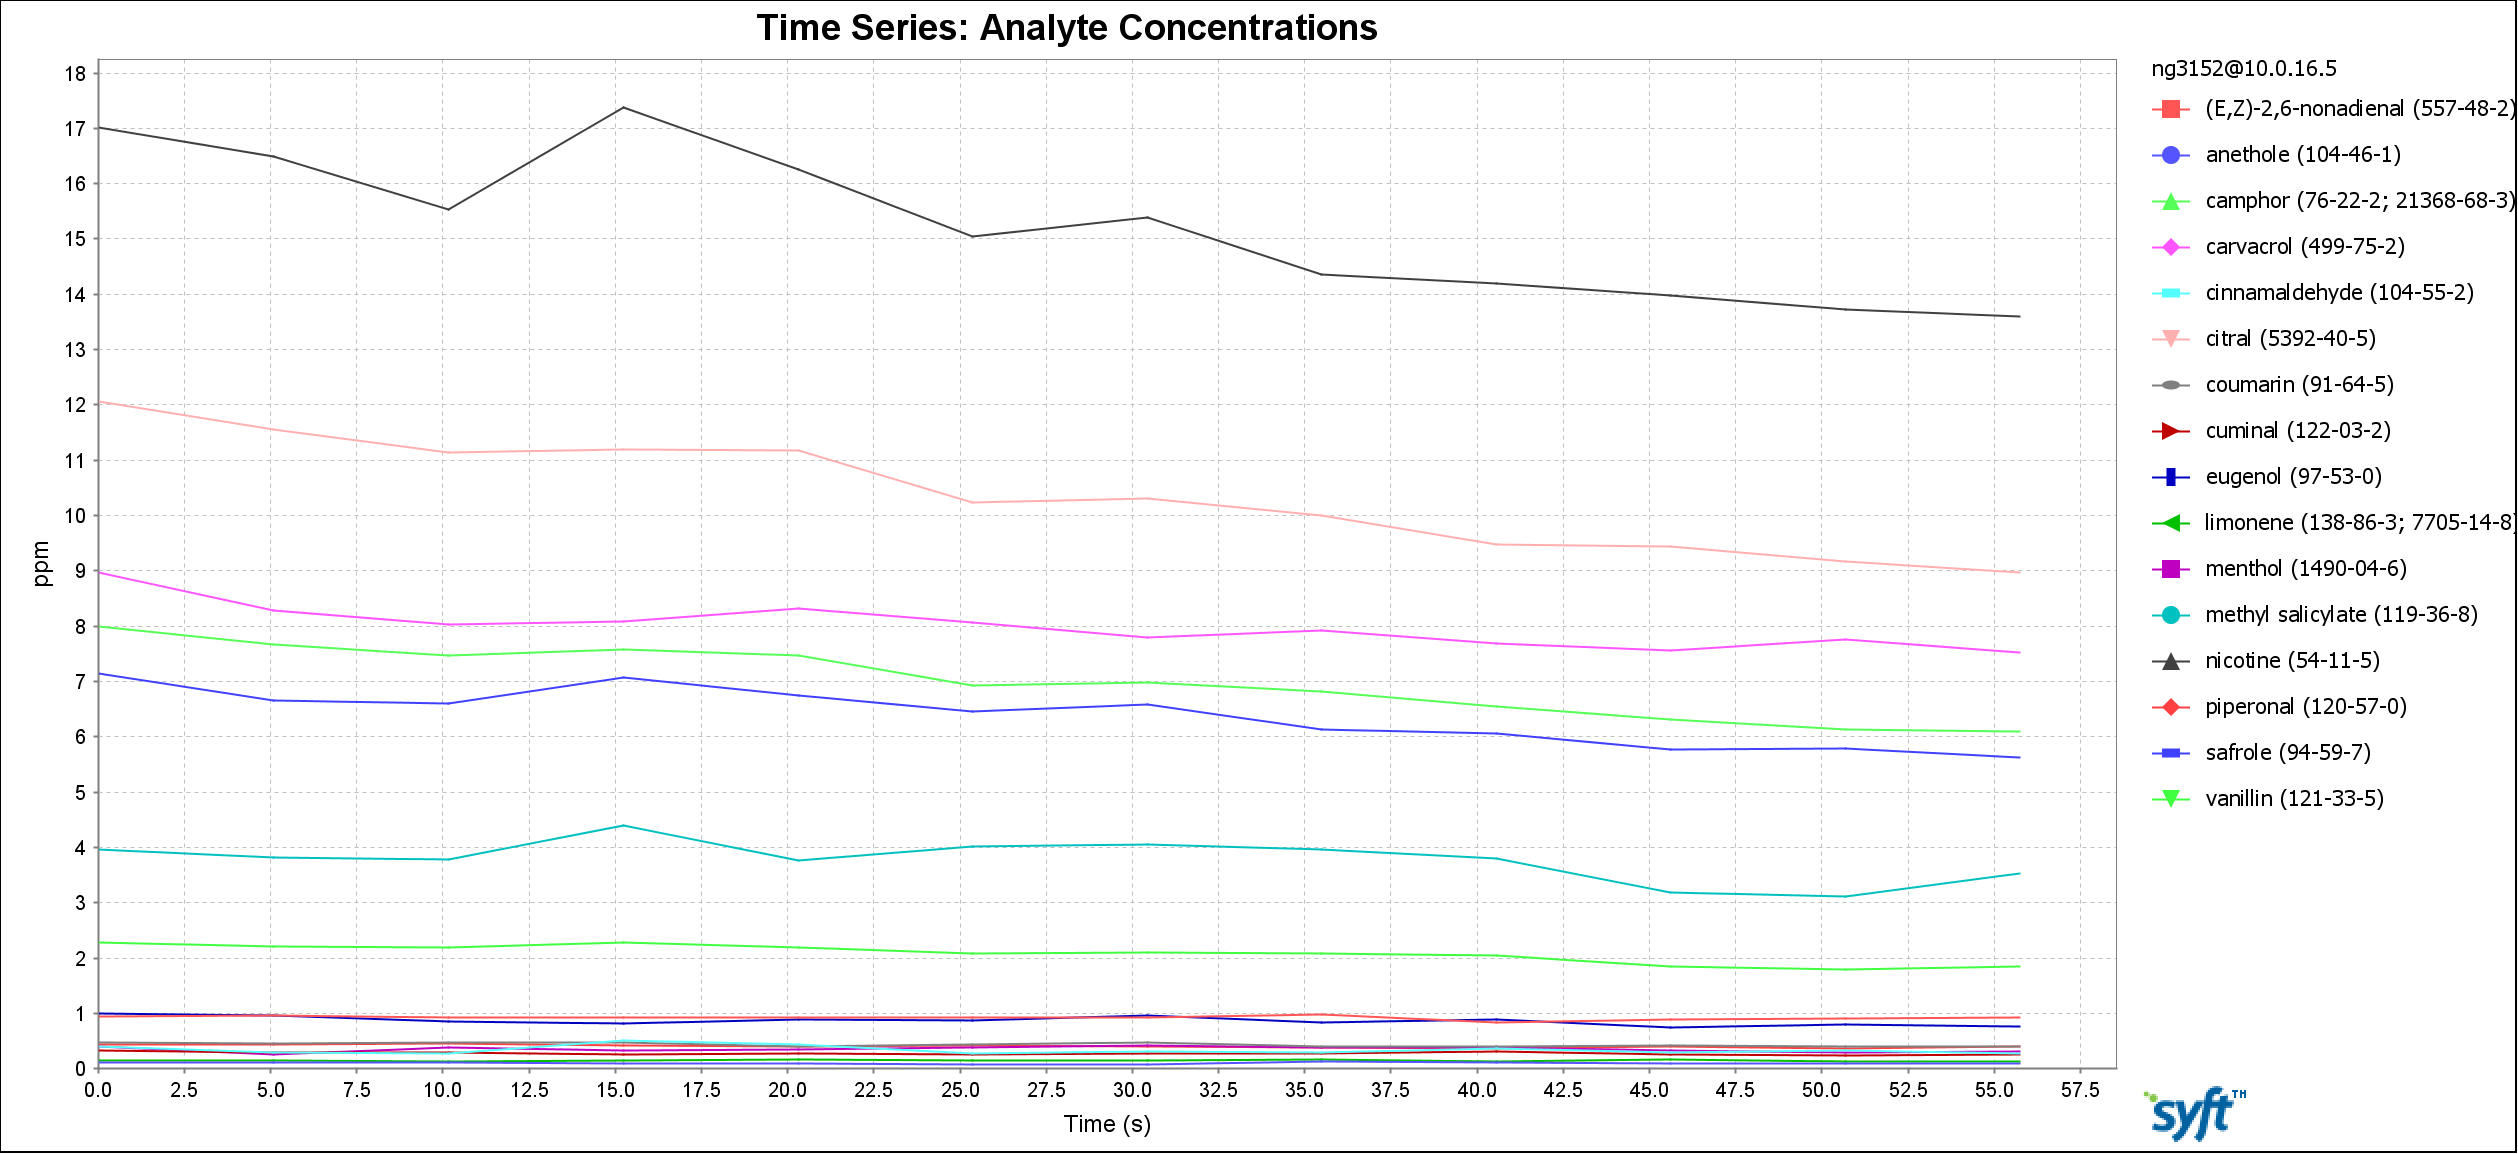 Time Series: Analyte Concentrations
18
17
16
15
14
13
12
11
10
9
8
7
6
5
4
3
2
1
0
ppm
0.0 2.5 5.0 7.5 10.0 12.5 15.0 17.5 20.0 22.5 25.0 27.5 30.0 32.5 35.0 37.5 40.0 42.5 45.0 47.5 50.0 52.5 55.0 57.5
Time (s)
ng3152@10.0.16.5
(E,Z)-2,6-nonadienal (557-48-2)
anethole (104-46-1)
camphor (76-22-2; 21368-68-3)
carvacrol (499-75-2)
cinnamaldehyde (104-55-2)
citral (5392-40-5)
coumarin (91-64-5)
cuminal (122-03-2)
eugenol (97-53-0)
limonene (138-86-3; 7705-14-8)
menthol (1490-04-6)
methyl salicylate (119-36-8)
nicotine (54-11-5)
piperonal (120-57-0)
safrole (94-59-7)
vanillin (121-33-5)
syft™